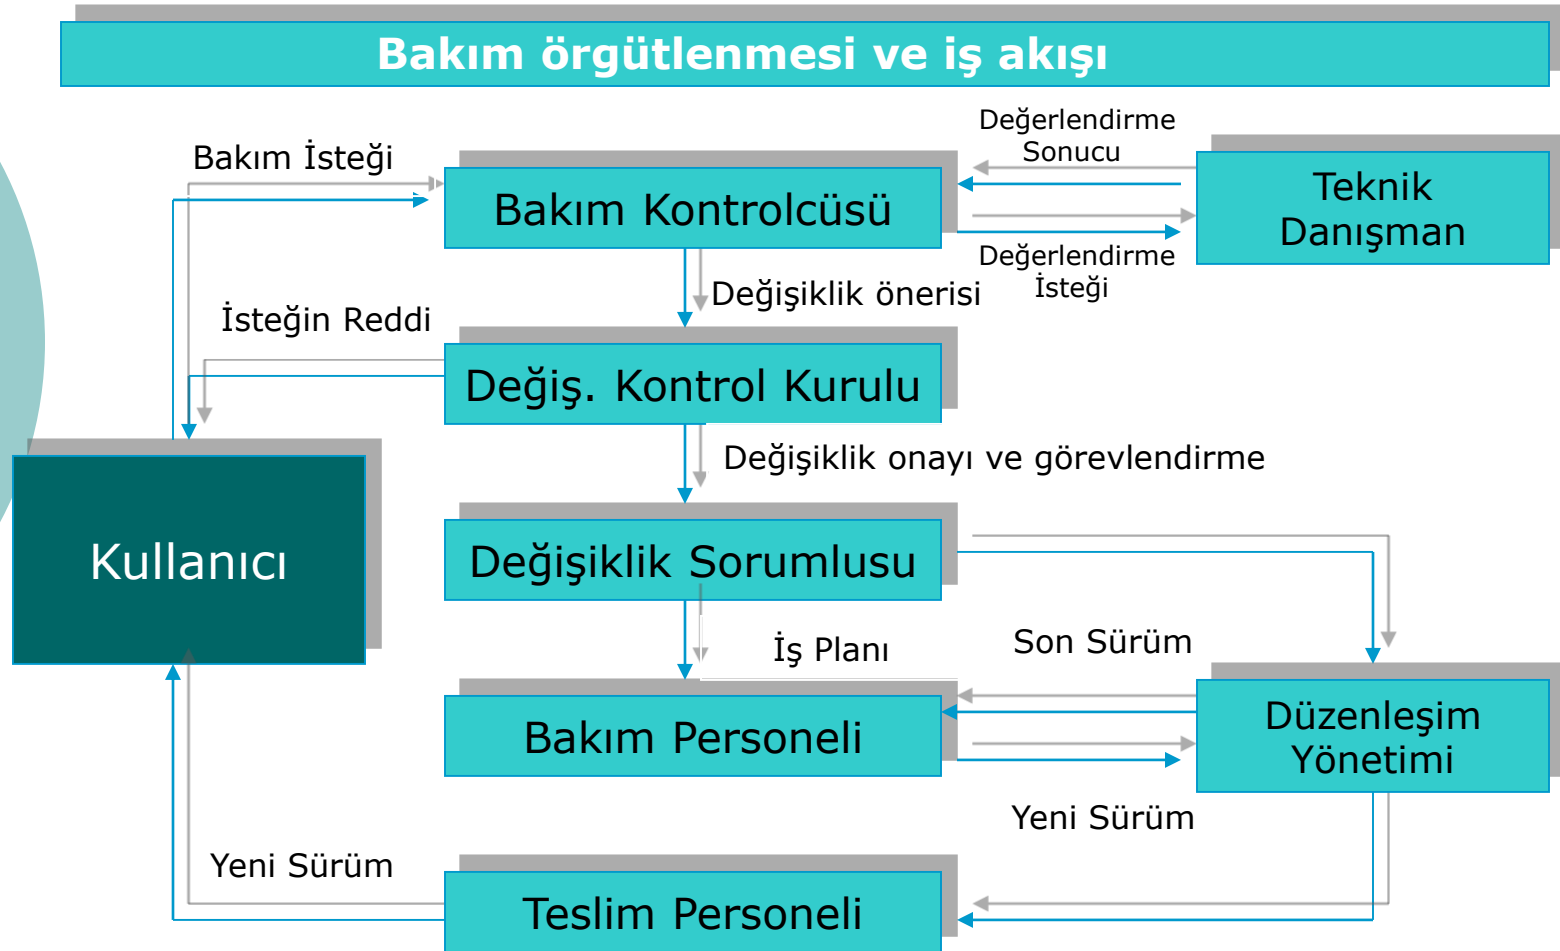 Bakım örgütlenmesi ve iş akışı
Değerlendirme
Sonucu
Bakım İsteği
Teknik
Danışman
Bakım Kontrolcüsü
Değerlendirme
İsteği
Değişiklik önerisi
İsteğin Reddi
Değiş. Kontrol Kurulu
Değişiklik onayı ve görevlendirme
Kullanıcı
Değişiklik Sorumlusu
İş Planı
Son Sürüm
Düzenleşim
Yönetimi
Bakım Personeli
Yeni Sürüm
Yeni Sürüm
Teslim Personeli